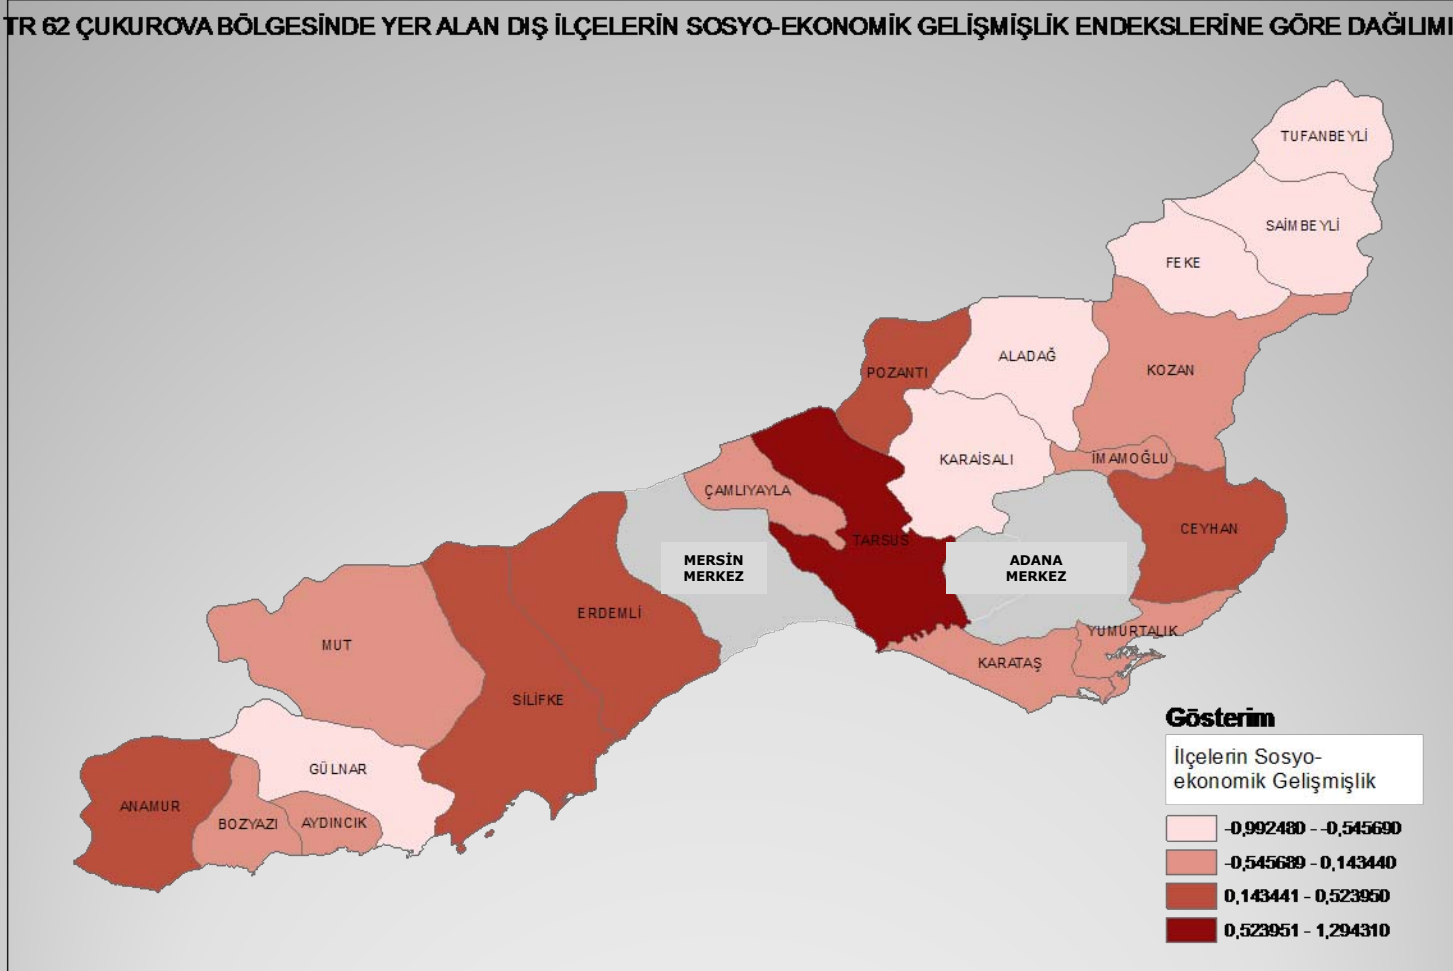 TR 62 ÇUKUROVA BÖLGESİNDE YER ALAN DIŞ İLÇELERİN SOSYO-EKONOMİK GELİŞMİŞLİK ENDEKSLERİNE GÖRE DAĞILIMI
TUFANBEYLİ
SAİMBEYLİ
FEKE
ALADAĞ
POZANTI
KOZAN
KARAİSALI
İMAMOĞLU
ÇAMLIYAYLA
CEYHAN
TARSUS
MERSİN
MERKEZ
ADANA
MERKEZ
ERDEMLİ
YUMURTALIK
MUT
KARATAŞ
SİLİFKE
GÜLNAR
ANAMUR
BOZYAZI
AYDINCIK
Gösterim
İlçelerin Sosyo-
ekonomik Gelişmişlik
-0,992480 - -0,545690
-0,545689 - 0,143440
0,143441 - 0,523950
0,523951 - 1,294310